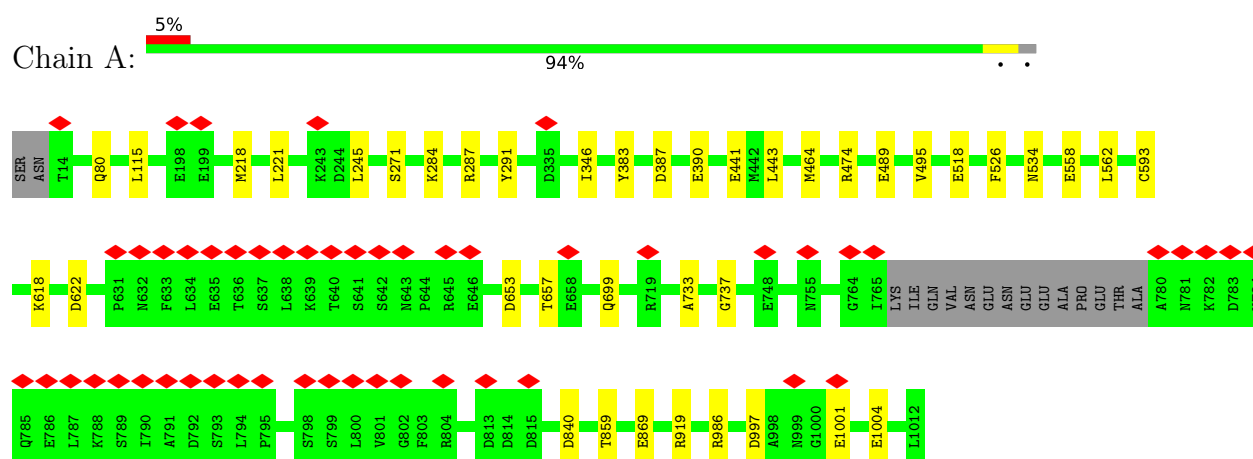 5%
Chain A:
94%
• •
SER ASN T14 Q80 L115 E198 E199 M218 L221 K243 D244 L245 S271 K284 R287 Y291 D335 I346 Y383 D387 E390 E441 M442 L443 M464 R474 E489 V495 E518 F526 N534 E558 L562 C593
K618 D622 P631 N632 F633 L634 E635 T636 S637 L638 K639 T640 S641 S642 N643 P644 R645 E646 D653 T657 E658 Q699 R719 A733 G737 E748 N755 G764 I765 LYS ILE GLN VAL ASN GLU ASN GLU GLU ALA PRO GLU THR ALA A780 N781 K782 D783
Q785 E786 L787 K788 S789 I790 A791 D792 S793 L794 P795 S798 S799 L800 V801 G802 F803 R804 D813 D814 D815 D840 T859 E869 R919 R986 D997 A998 N999 G1000 E1001 E1004 L1012